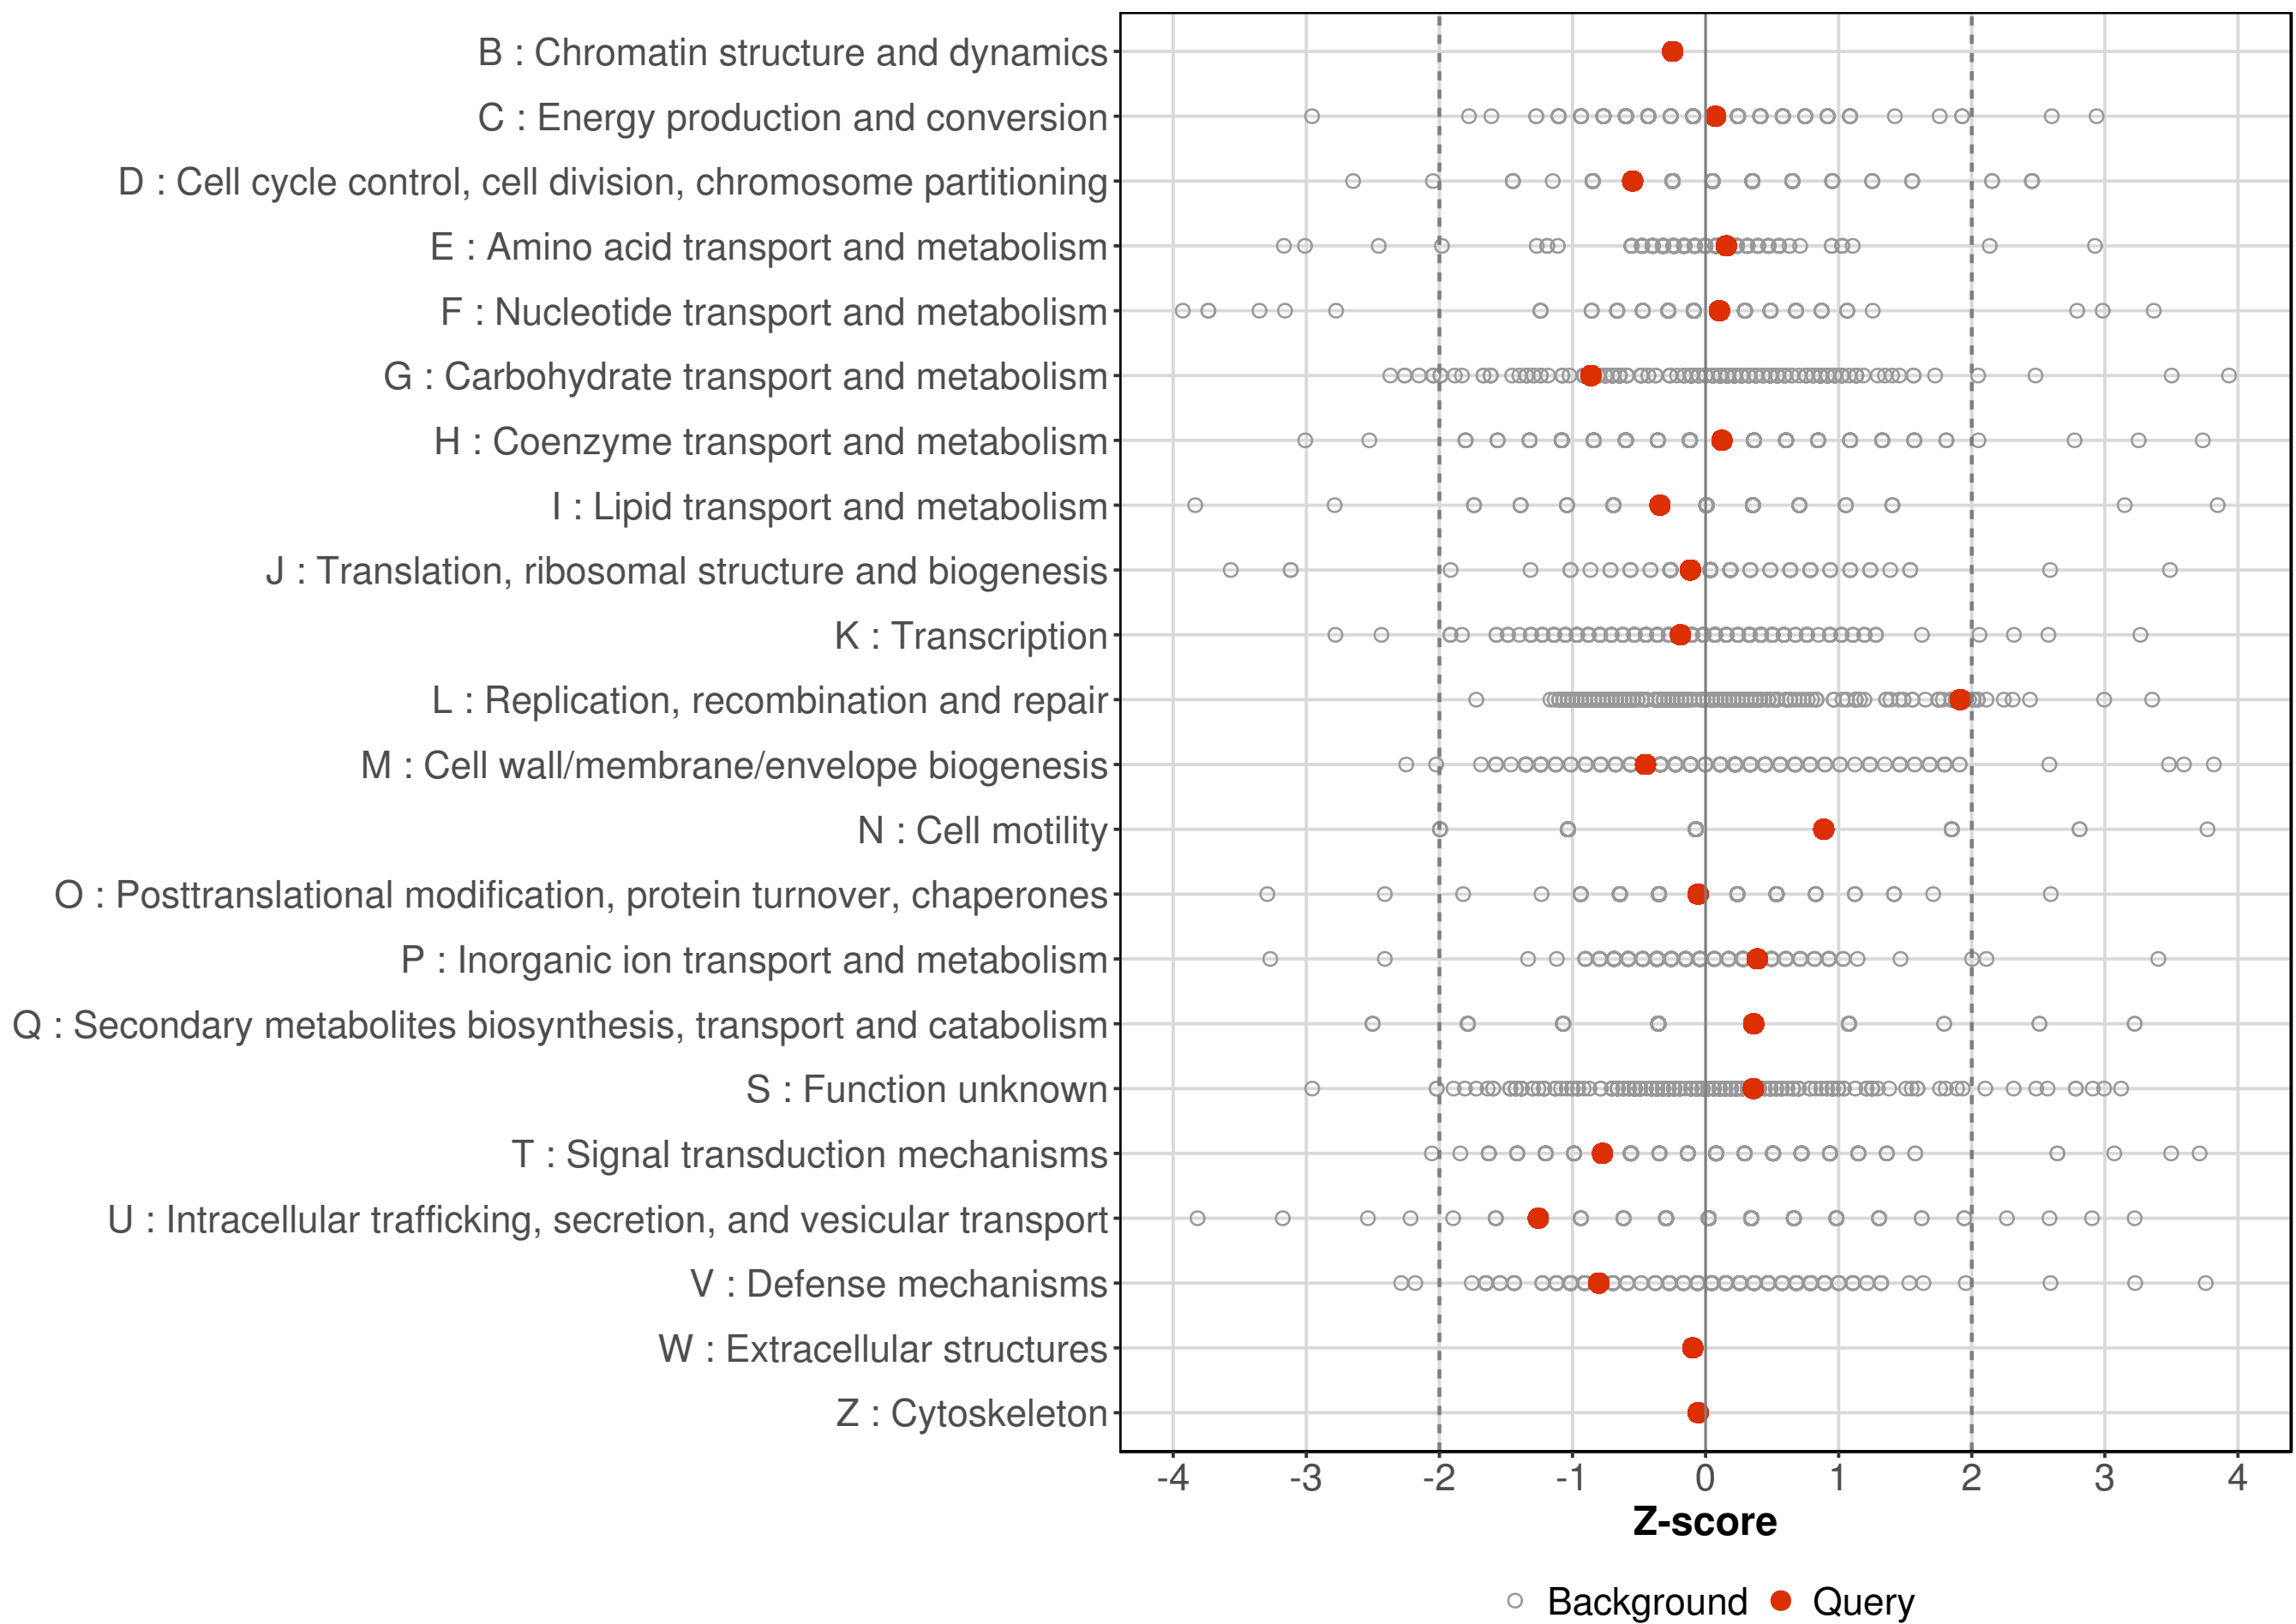 B : Chromatin structure and dynamics
C : Energy production and conversion
D : Cell cycle control, cell division, chromosome partitioning
E : Amino acid transport and metabolism
F : Nucleotide transport and metabolism
G : Carbohydrate transport and metabolism
H : Coenzyme transport and metabolism
I : Lipid transport and metabolism
J : Translation, ribosomal structure and biogenesis
K : Transcription
L : Replication, recombination and repair
M : Cell wall/membrane/envelope biogenesis
N : Cell motility
O : Posttranslational modification, protein turnover, chaperones
P : Inorganic ion transport and metabolism
Q : Secondary metabolites biosynthesis, transport and catabolism
S : Function unknown
T : Signal transduction mechanisms
U : Intracellular trafficking, secretion, and vesicular transport
V : Defense mechanisms
W : Extracellular structures
Z : Cytoskeleton
-4 -3 -2 -1 0 1 2 3 4
Z-score
Background Query